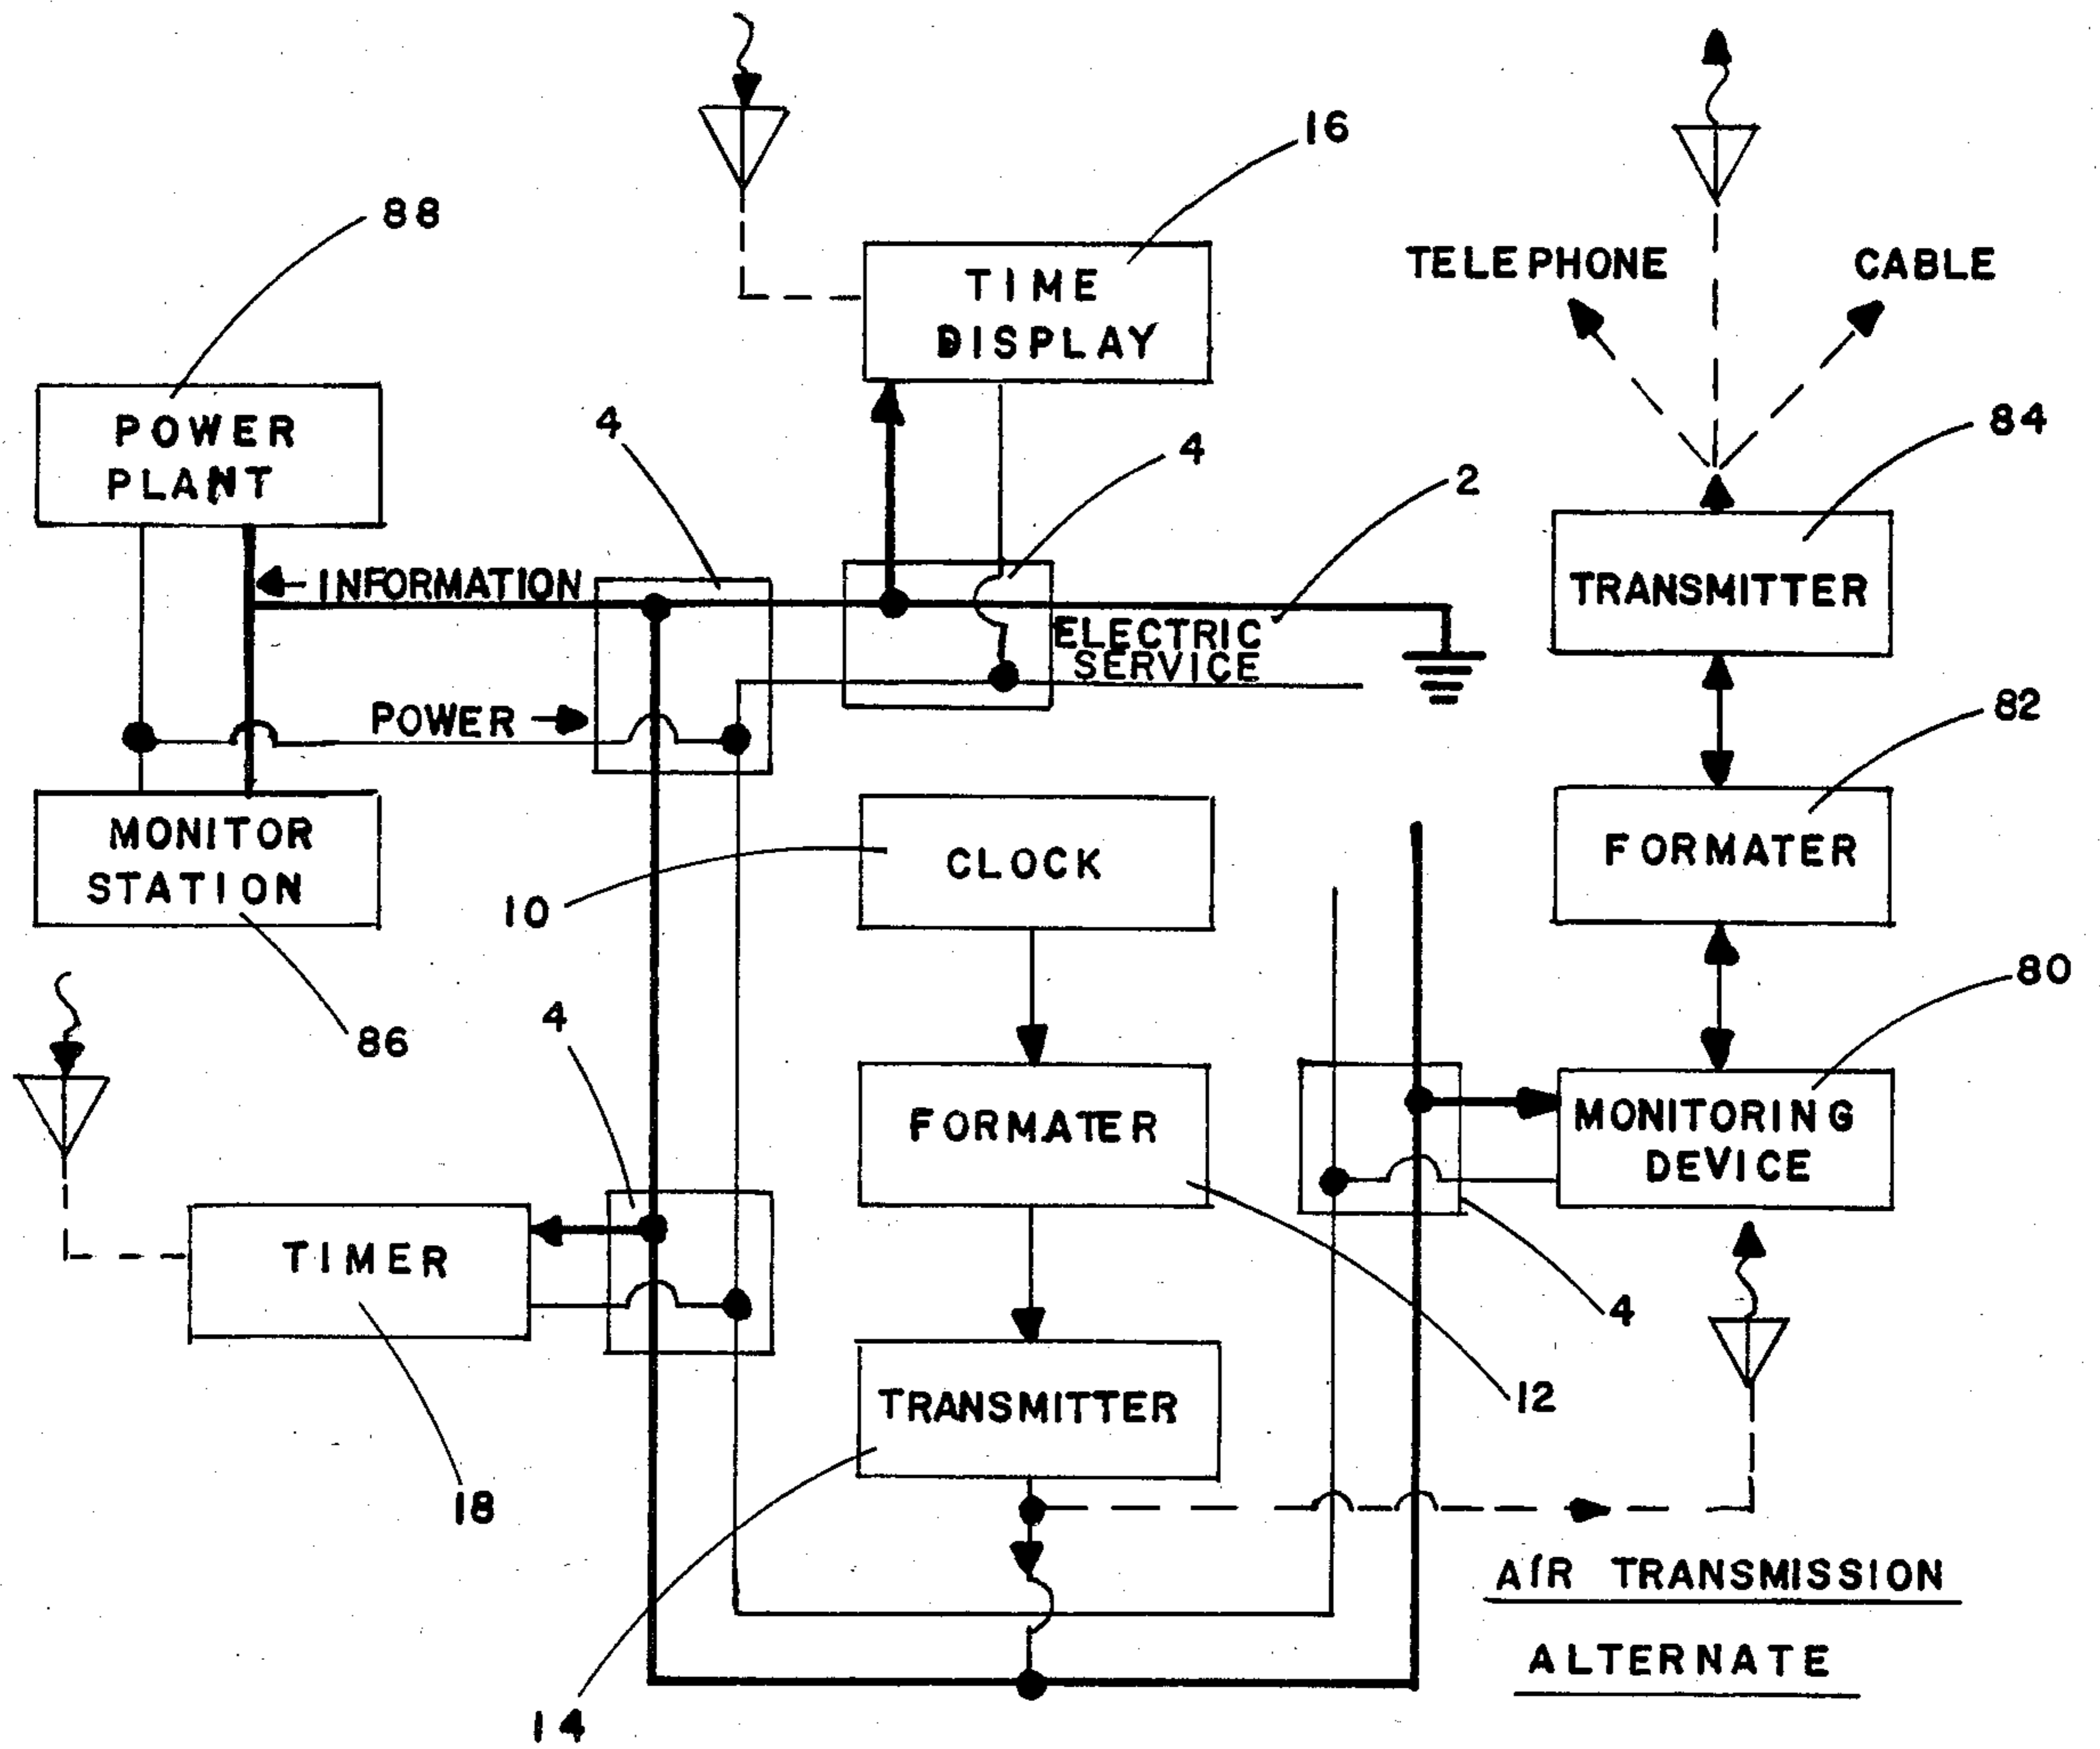 16
88
TELEPHONE
CABLE
TIME
DISPLAY
4
4
2
84
POWER
PLANT
TRANSMITTER
INFORMATION
ELECTRIC
SERVICE
POWER
82
MONITOR
STATION
CLOCK
FORMATER
10
80
86
4
FORMATER
MONITORING
DEVICE
TIMER
4
12
TRANSMITTER
18
AIR TRANSMISSION
ALTERNATE
14